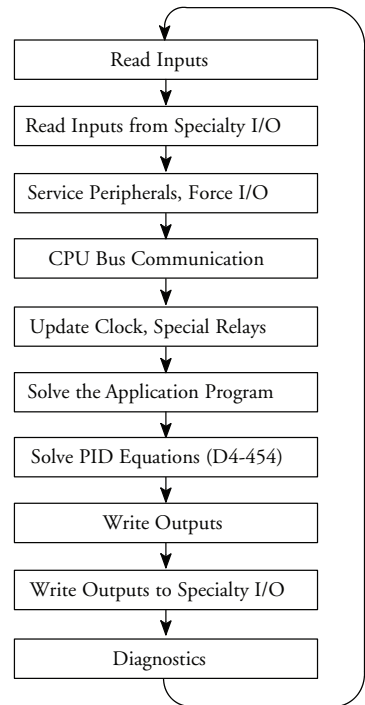 Read Inputs
Read Inputs from Specialty I/O
Service Peripherals, Force I/O
CPU Bus Communication
Update Clock, Special Relays
Solve the Application Program
Solve PID Equations (D4-454)
Write Outputs
Write Outputs to Specialty I/O
Diagnostics